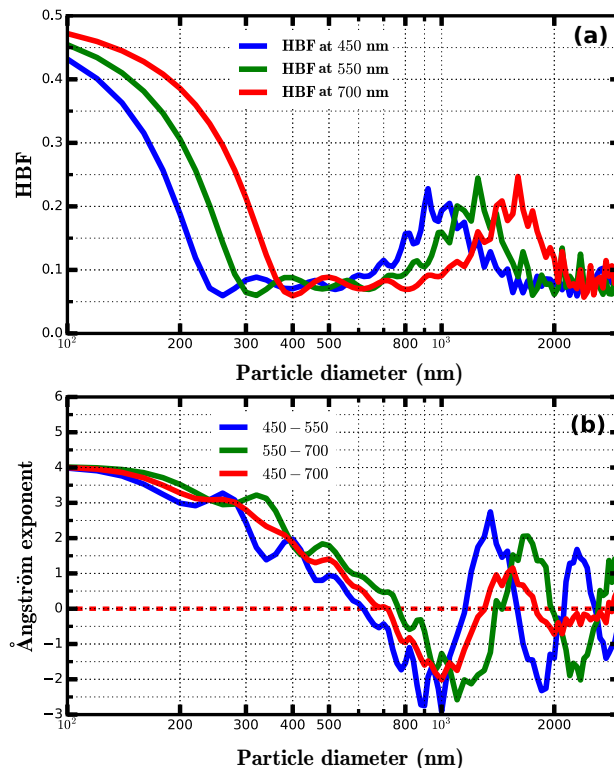 0.5
(a)
HBF at 450 nm
HBF at 550 nm
HBF at 700 nm
0.4
0.3
HBF
0.2
0.1
0.0
10² 200 300 400 500 800 10³ 2000
Particle diameter (nm)
6
(b)
450 − 550
5
550 − 700
450 − 700
4
3
2
Ångström exponent
1
0
−1
−2
−3
10² 200 300 400 500 800 10³ 2000
Particle diameter (nm)